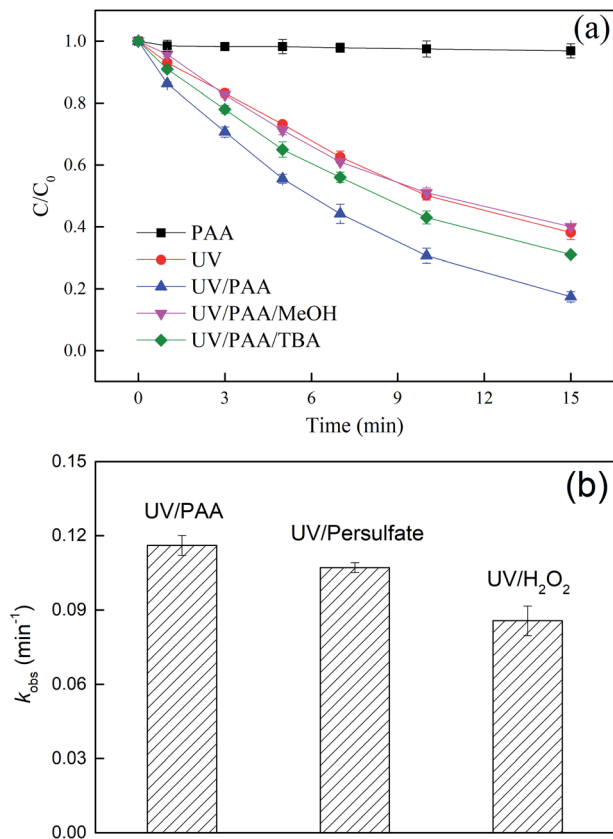 (a)
1.0
0.8
0.6
0.4
0.2
0.0
C/C₀
PAA
UV
UV/PAA
UV/PAA/MeOH
UV/PAA/TBA
0 3 6 9 12 15
Time (min)
(b)
0.15
0.12
0.09
0.06
0.03
0.00
k_obs (min⁻¹)
UV/PAA
UV/Persulfate
UV/H₂O₂